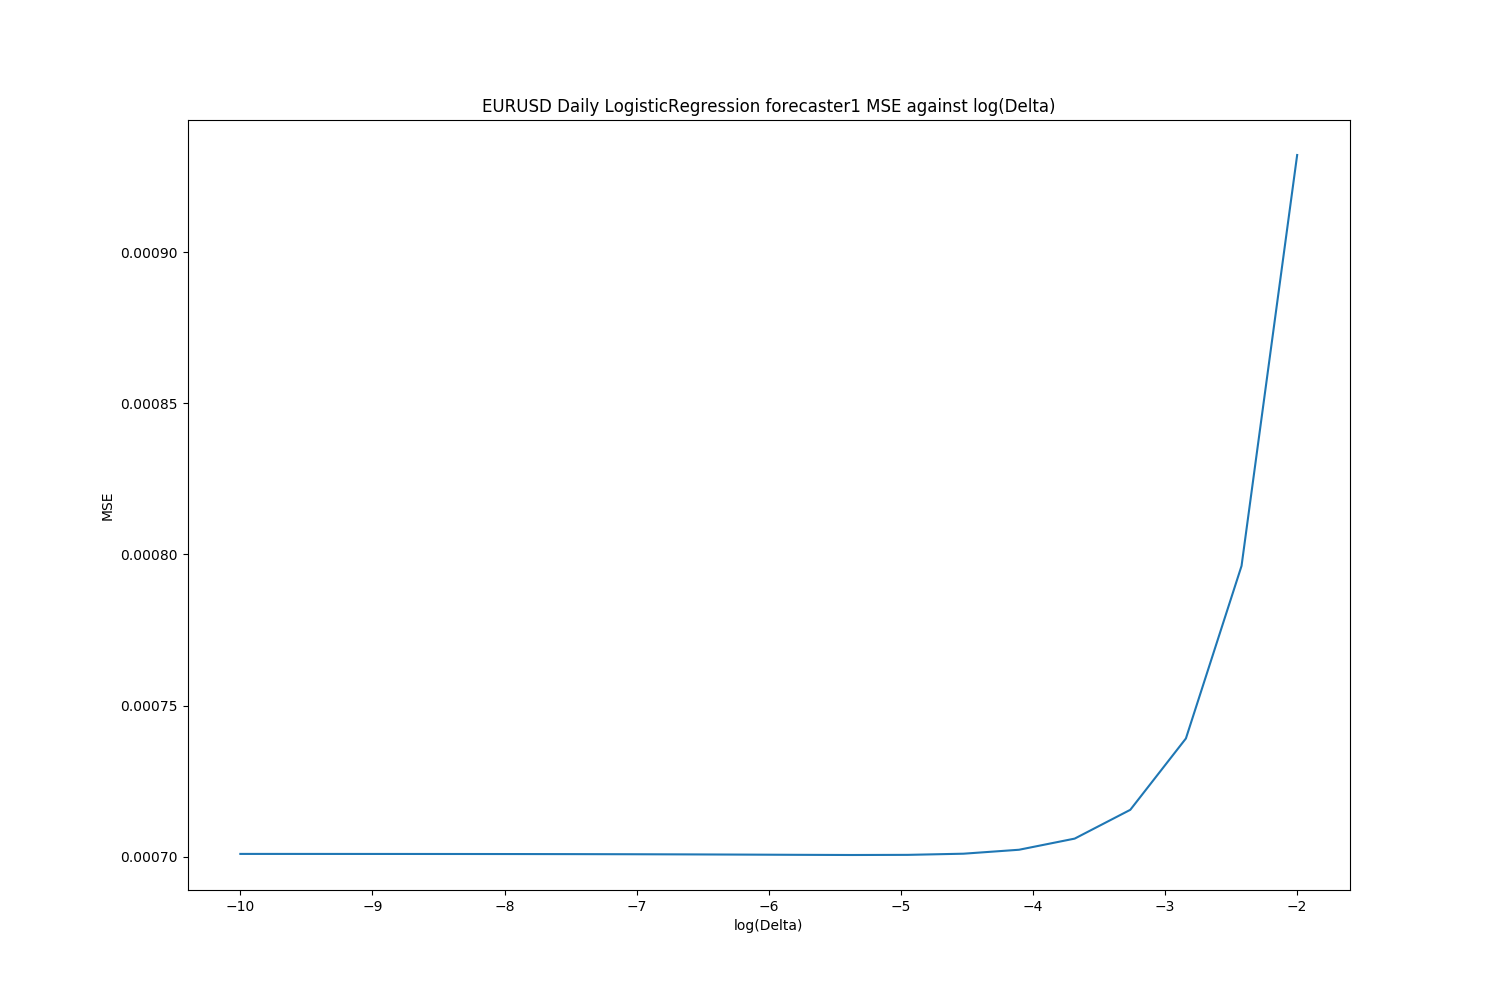 EURUSD Daily LogisticRegression forecaster1 MSE against log(Delta)
0.00090
0.00085
MSE
0.00080
0.00075
0.00070
−10 −9 −8 −7 −6 −5 −4 −3 −2
log(Delta)